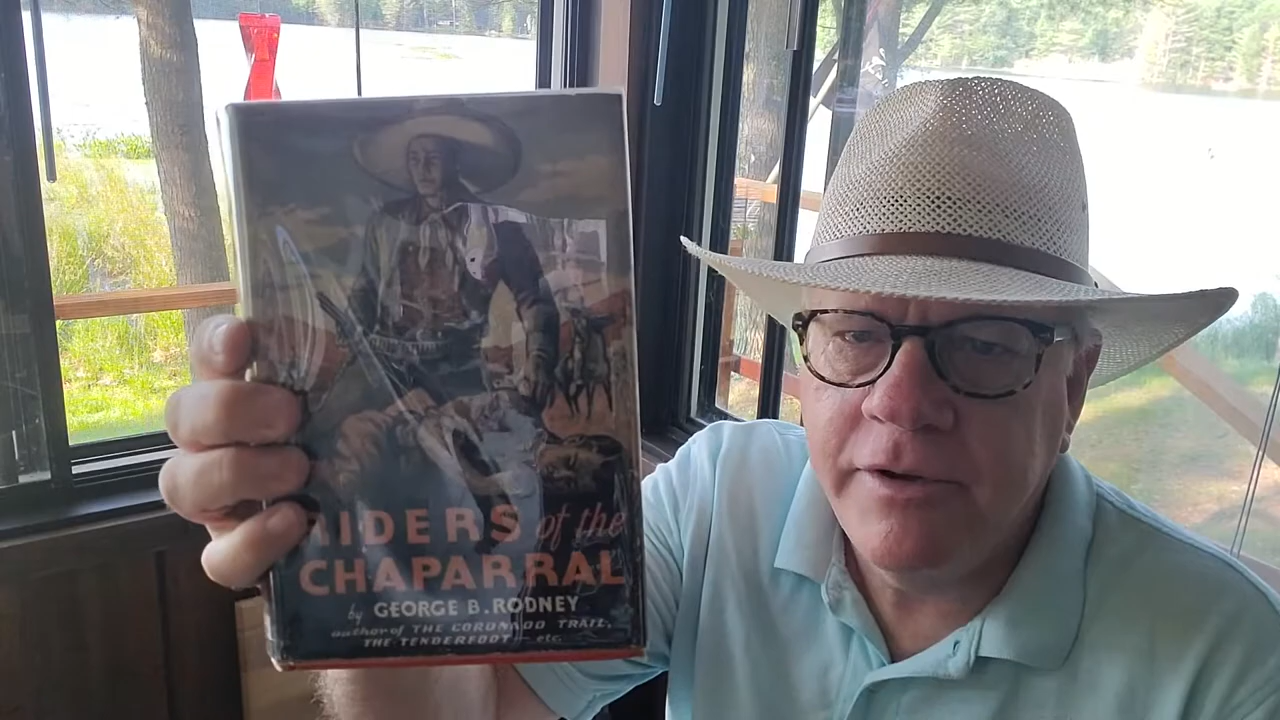 RIDERS of the
CHAPARRAL
by GEORGE B. RODNEY
author of THE CORONADO TRAIL,
THE TENDERFOOT — etc.